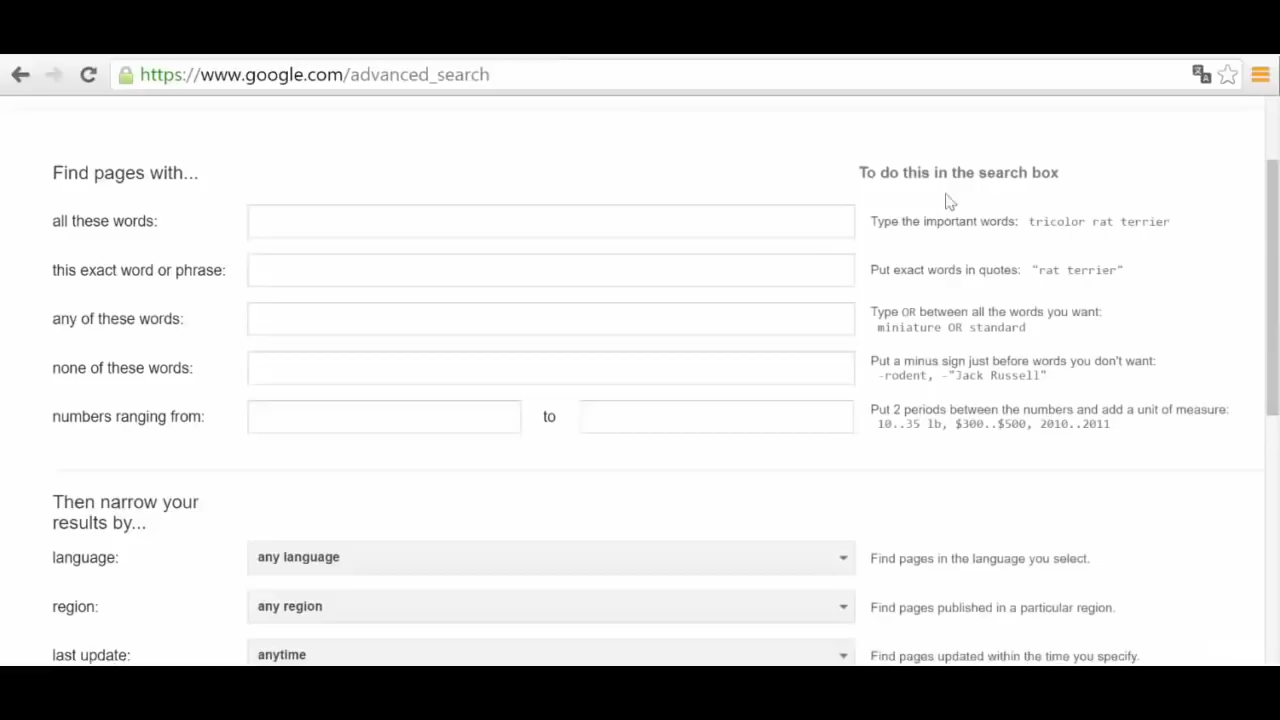 https://www.google.com/advanced_search
Find pages with...
To do this in the search box
all these words:
Type the important words: tricolor rat terrier
this exact word or phrase:
Put exact words in quotes: "rat terrier"
any of these words:
Type OR between all the words you want:
miniature OR standard
none of these words:
Put a minus sign just before words you don't want:
-rodent, -"Jack Russell"
numbers ranging from:
to
Put 2 periods between the numbers and add a unit of measure:
10..35 lb, $300..$500, 2010..2011
Then narrow your
results by...
language:
any language
Find pages in the language you select.
region:
any region
Find pages published in a particular region.
last update:
anytime
Find pages updated within the time you specify.